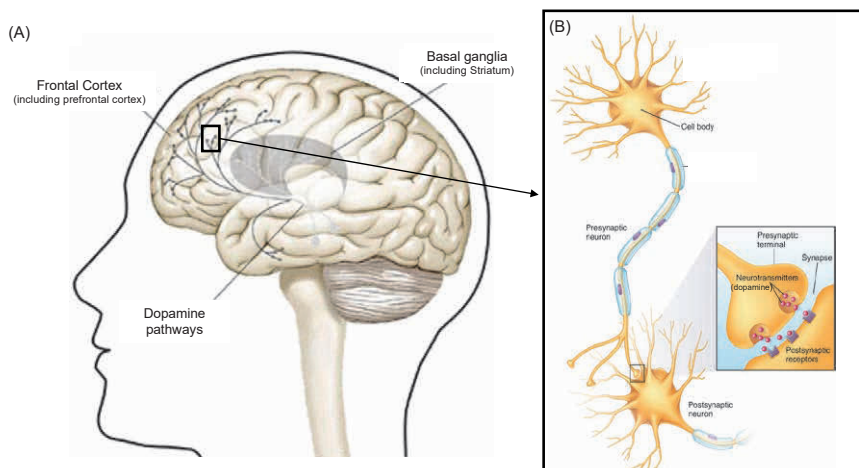 (A)
Frontal Cortex
(including prefrontal cortex)
Basal ganglia
(including Striatum)
Dopamine
pathways
(B)
Cell body
Presynaptic
neuron
Presynaptic
terminal
Synapse
Neurotransmitters
(dopamine)
Postsynaptic
receptors
Postsynaptic
neuron